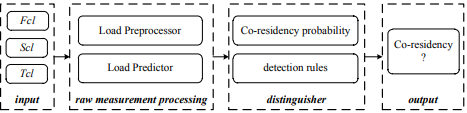 Fcl
Scl
Tcl
input
Load Preprocessor
Load Predictor
raw measurement processing
Co-residency probability
detection rules
distinguisher
Co-residency
?
output